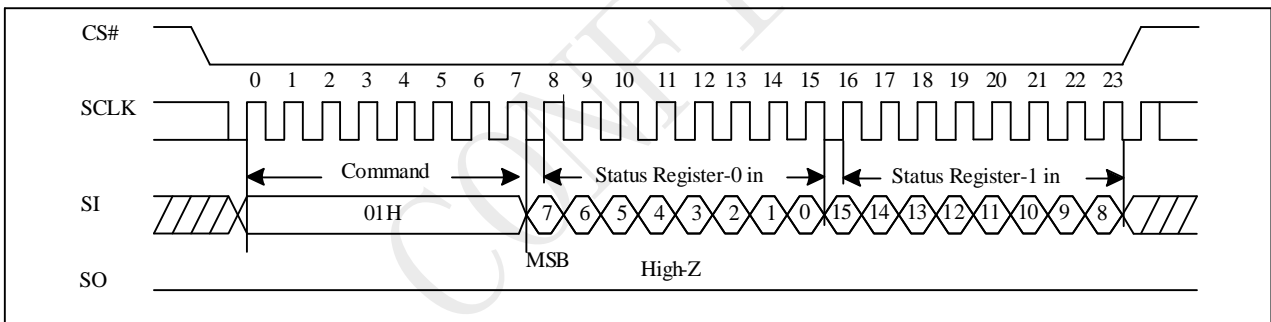 CS#
0 1 2 3 4 5 6 7 8 9 10 11 12 13 14 15 16 17 18 19 20 21 22 23
SCLK
Command Status Register-0 in Status Register-1 in
SI 01H 7 6 5 4 3 2 1 0 15 14 13 12 11 10 9 8
MSB High-Z
SO